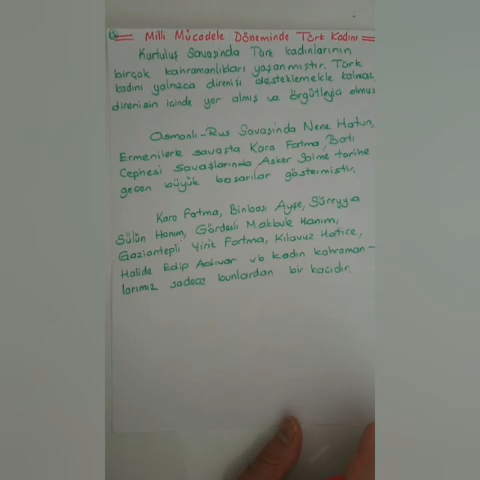 Milli Mücadele Döneminde Türk Kadını
Kurtuluş Savaşında Türk kadınlarının
birçok kahramanlıkları yaşanmıştır. Türk
kadını yalnızca direnişi desteklemekle kalmaz,
direnişin içinde yer almış ve örgütleyici olmuş
Osmanlı-Rus Savaşında Nene Hatun,
Ermenilerle savaşta Kara Fatma, Batı
Cephesi Savaşlarında Asker Saime tarihe
geçen büyük başarılar göstermiştir.
Kara Fatma, Binbaşı Ayşe, Süreyya
Sülün Hanım, Gördesli Makbule Hanım,
Gaziantepli Yirik Fatma, Kılavuz Hatice,
Halide Edip Adıvar vb kadın kahraman-
larımız sadece bunlardan bir kaçıdır.